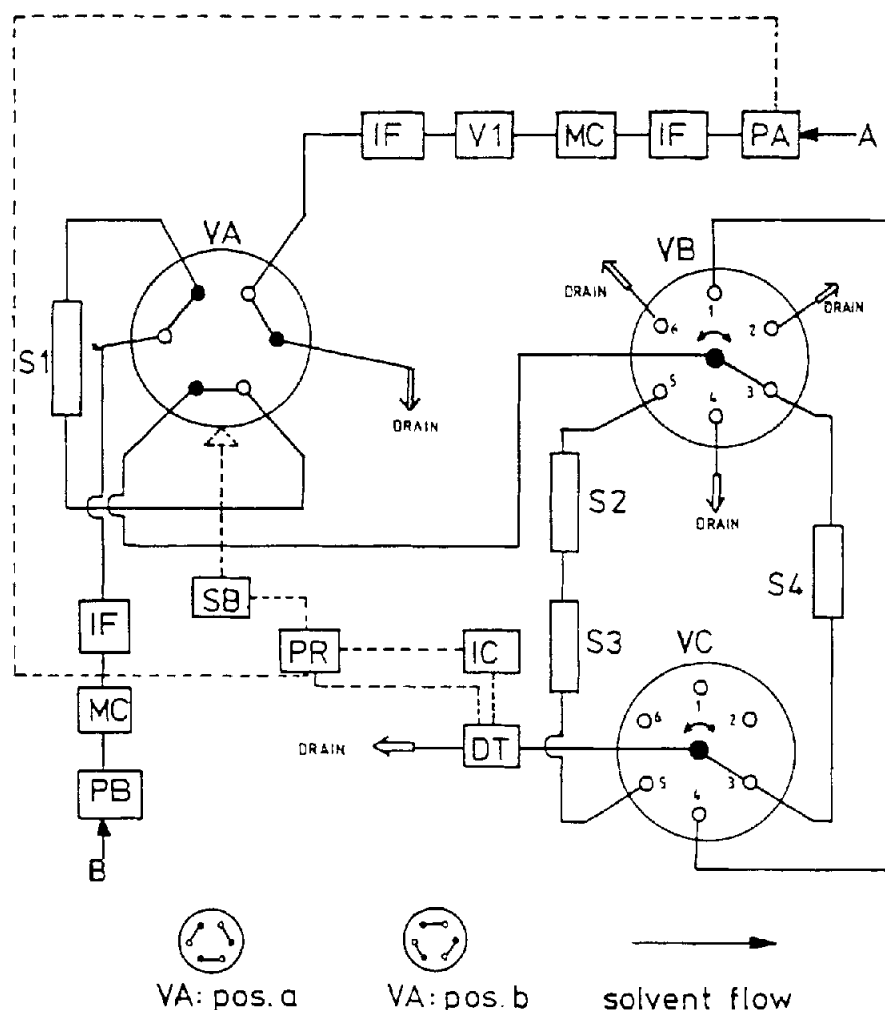 IF V1 MC IF PA A
VA
VB
DRAIN
DRAIN
1
2
6
S1
5
4
3
DRAIN
DRAIN
S2
S4
SB
IF
S3
VC
PR
IC
1
6
2
MC
DRAIN
DT
5
4
3
PB
B
VA: pos. a
VA: pos. b
solvent flow